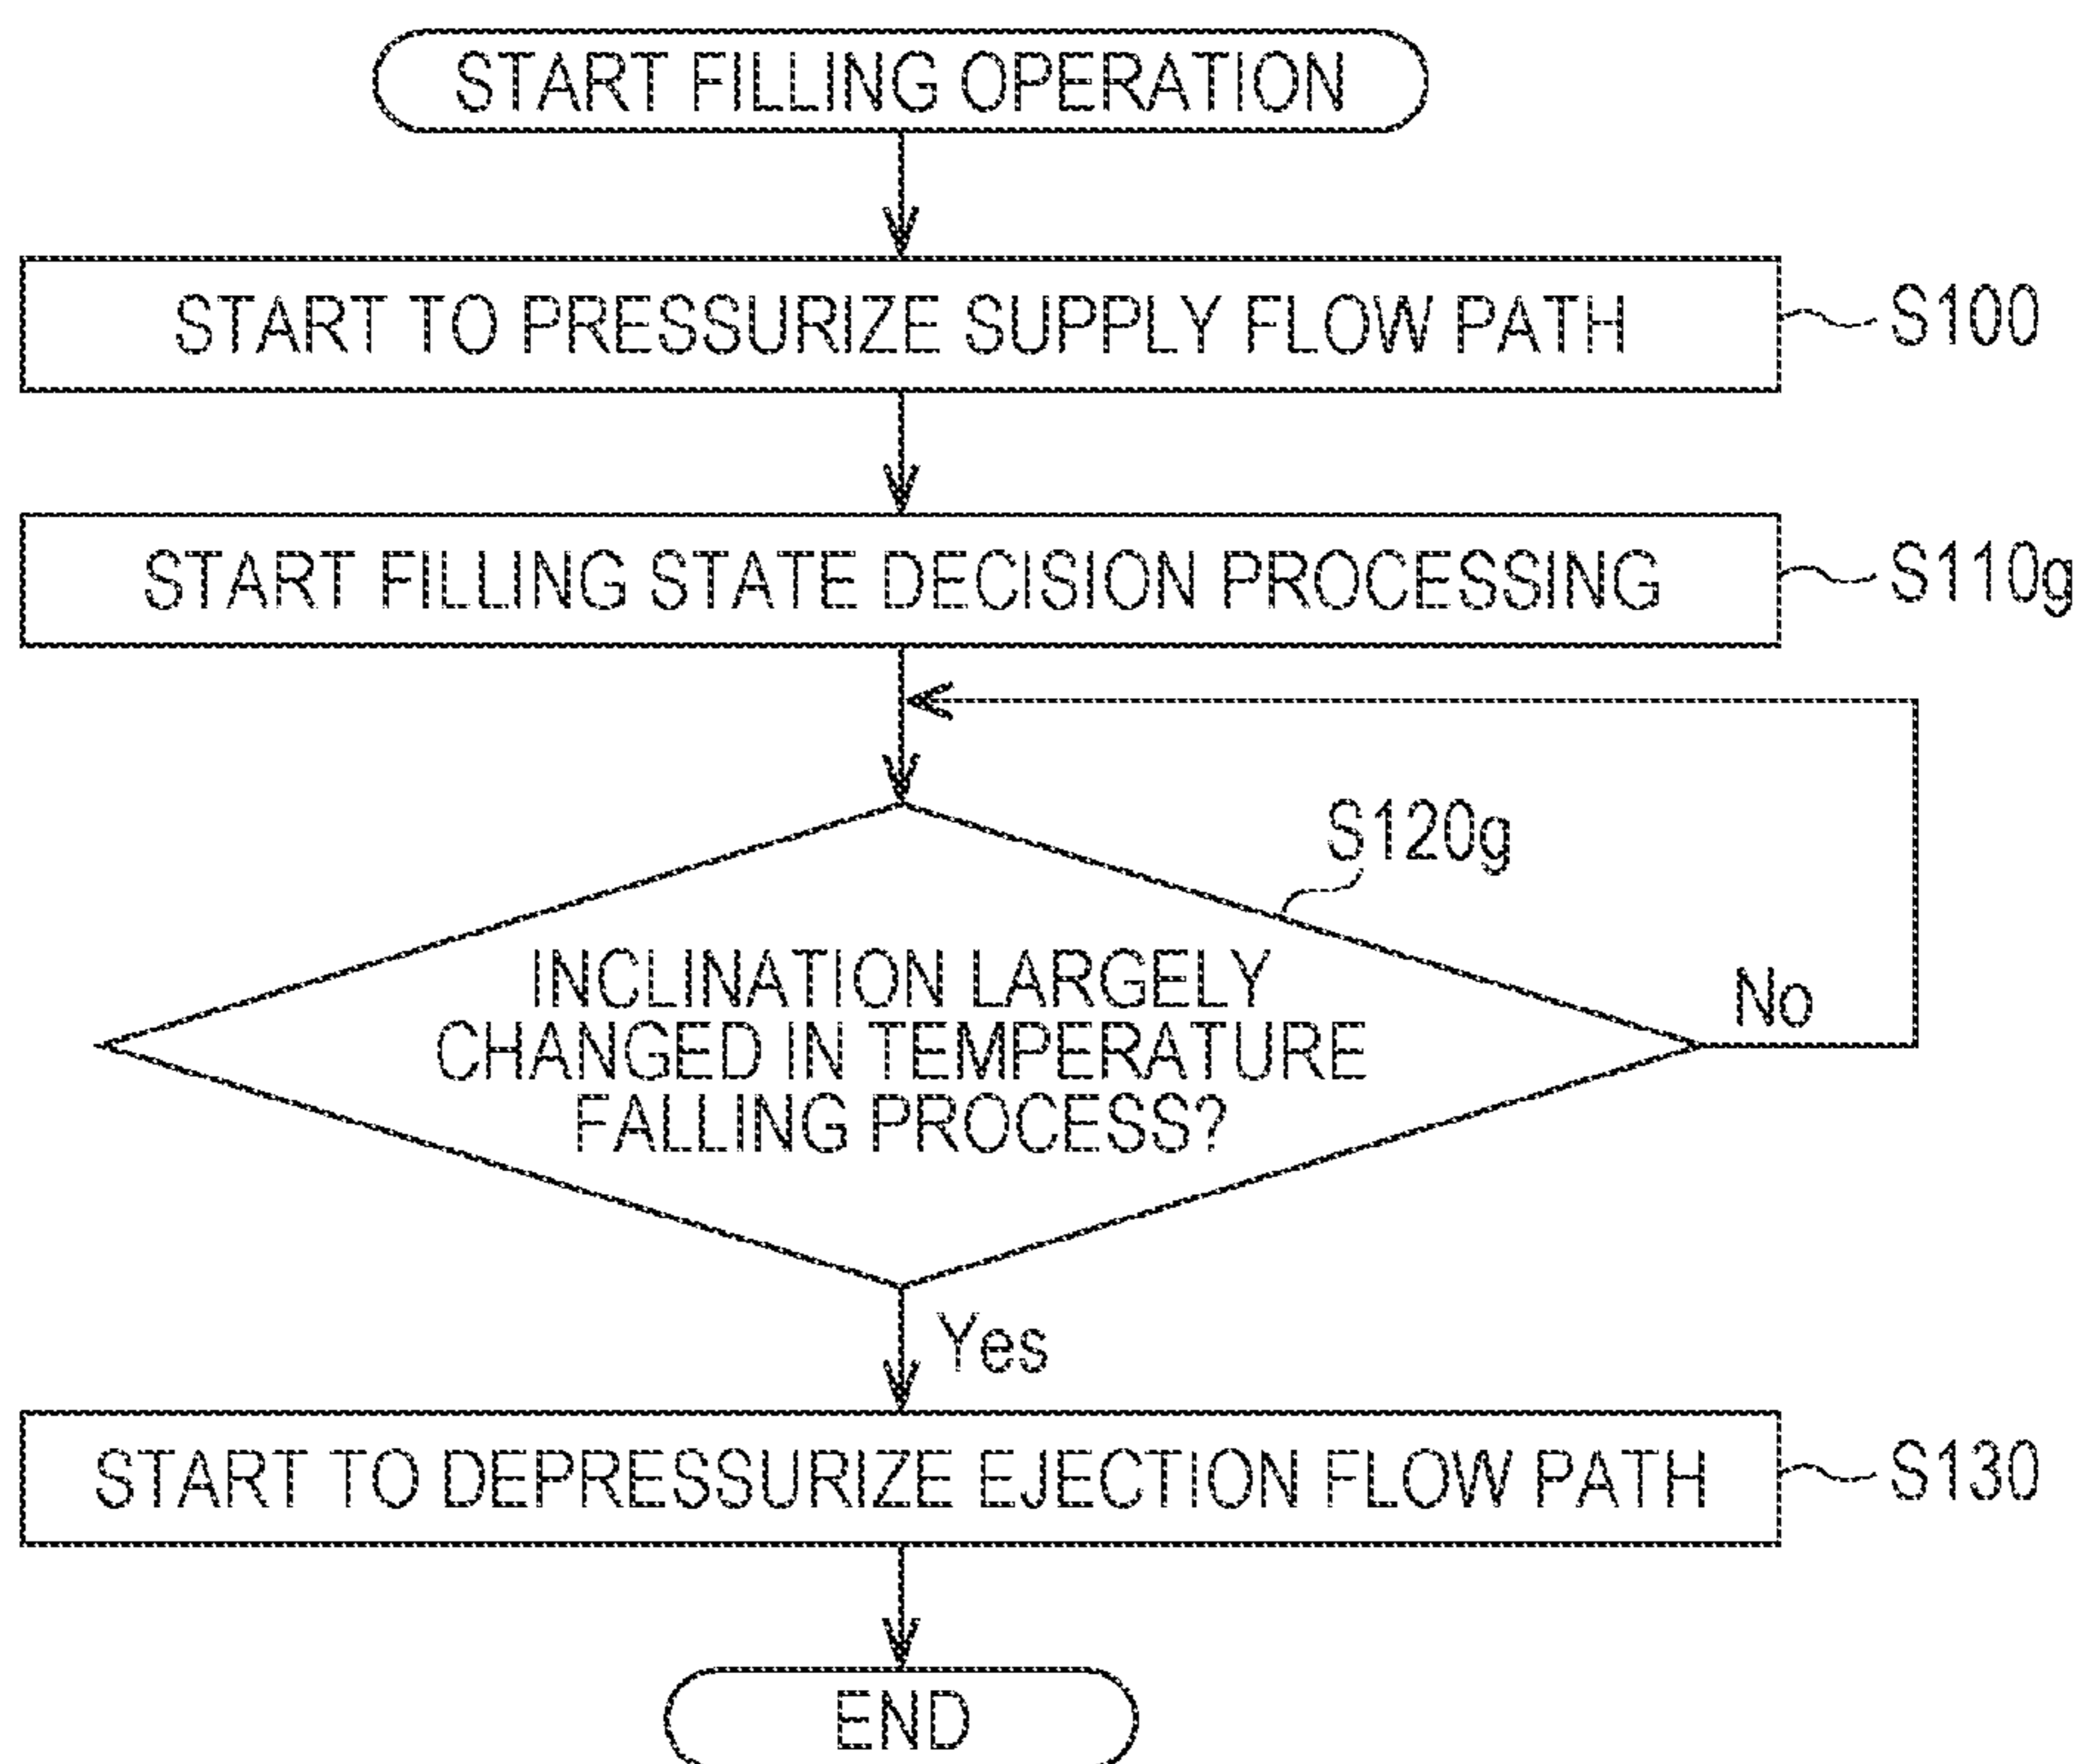 START FILLING OPERATION
START TO PRESSURIZE SUPPLY FLOW PATH
S100
START FILLING STATE DECISION PROCESSING
S110g
S120g
INCLINATION LARGELY
CHANGED IN TEMPERATURE
FALLING PROCESS?
No
Yes
START TO DEPRESSURIZE EJECTION FLOW PATH
S130
END